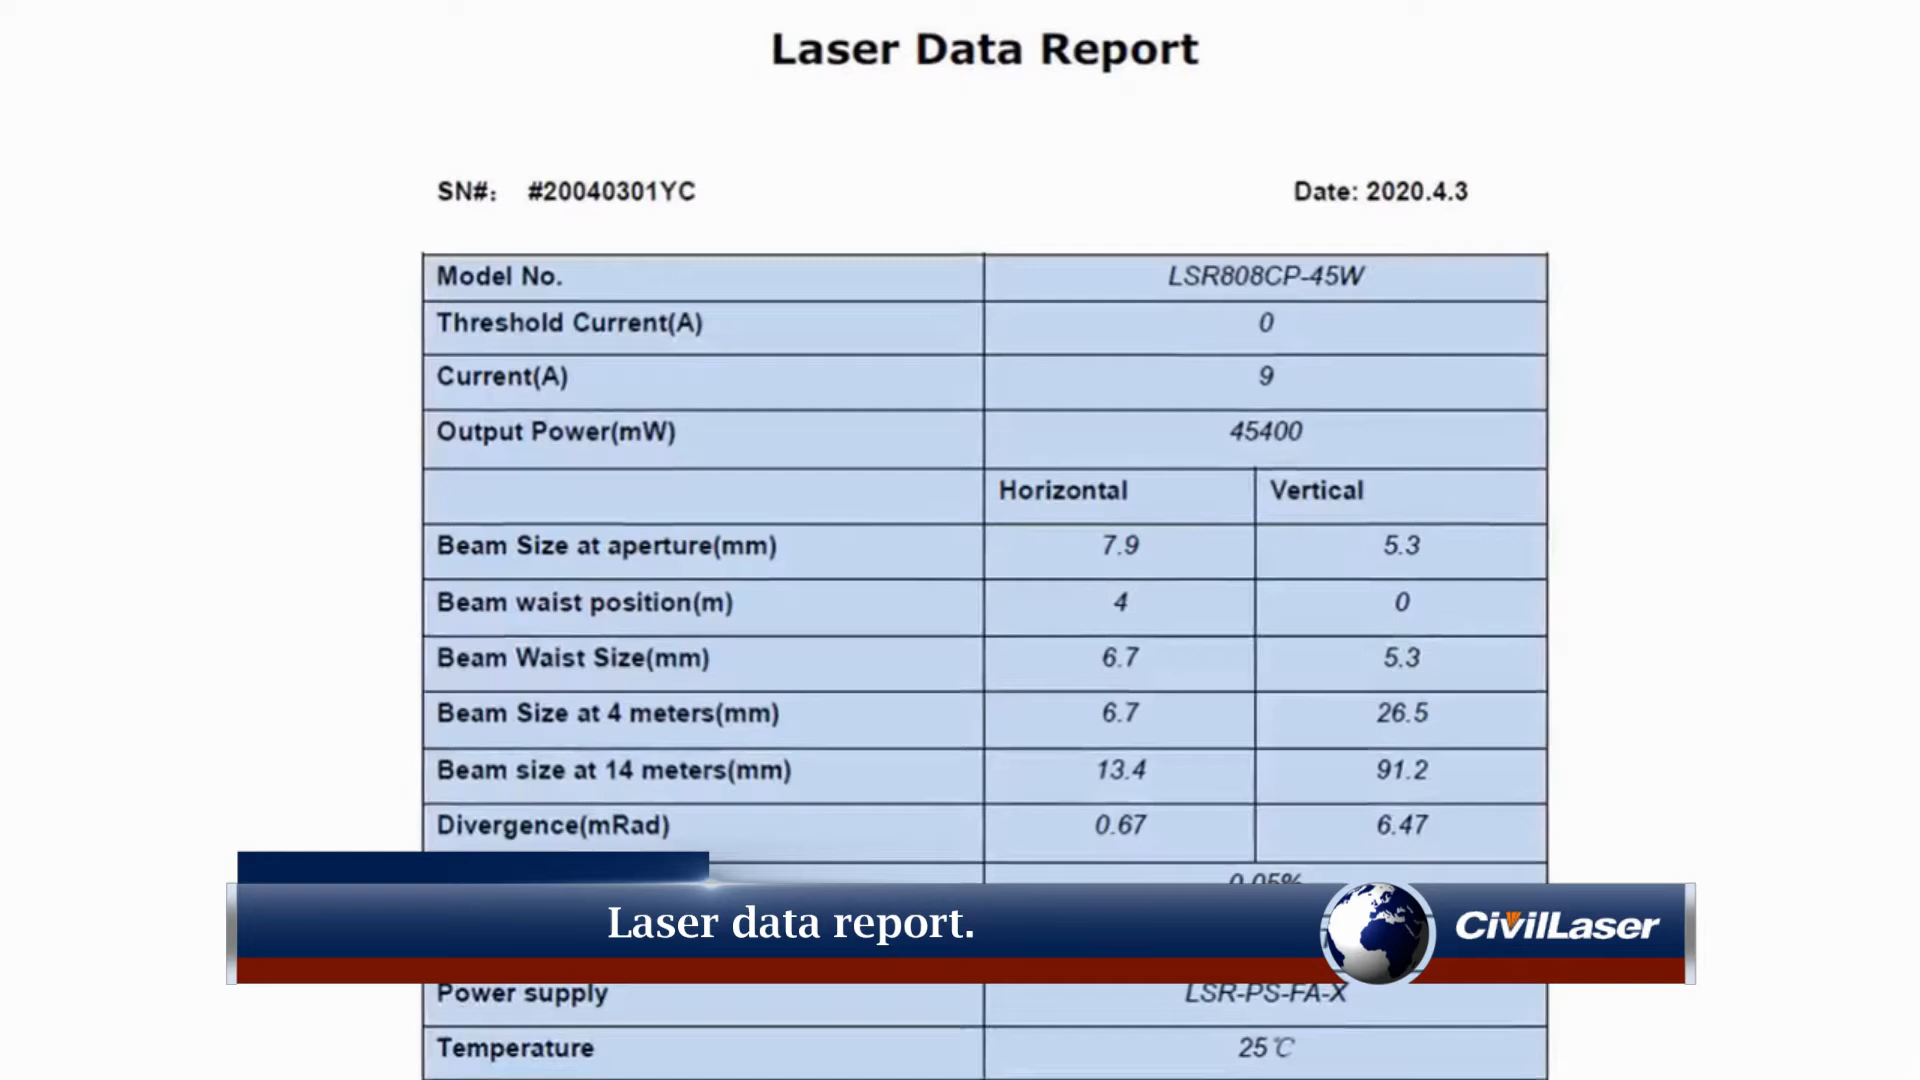 Laser Data Report
SN#: #20040301YC Date: 2020.4.3
Model No. LSR808CP-45W
Threshold Current(A) 0
Current(A) 9
Output Power(mW) 45400
Horizontal Vertical
Beam Size at aperture(mm) 7.9 5.3
Beam waist position(m) 4 0
Beam Waist Size(mm) 6.7 5.3
Beam Size at 4 meters(mm) 6.7 26.5
Beam size at 14 meters(mm) 13.4 91.2
Divergence(mRad) 0.67 6.47
0.05%
Laser data report.
CivilLaser
Power supply LSR-PS-FA-X
Temperature 25℃